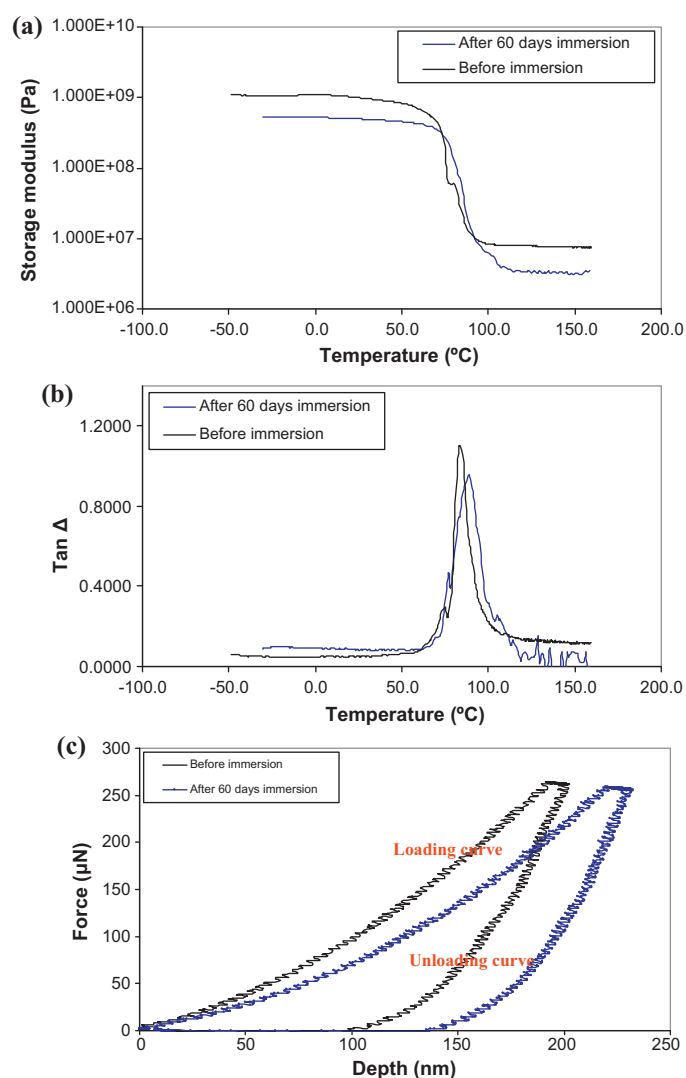 (a)
1.000E+10
1.000E+09
1.000E+08
1.000E+07
1.000E+06
Storage modulus (Pa)
After 60 days immersion
Before immersion
-100.0 -50.0 0.0 50.0 100.0 150.0 200.0
Temperature (ºC)
(b)
1.2000
0.8000
0.4000
0.0000
Tan Δ
After 60 days immersion
Before immersion
-100.0 -50.0 0.0 50.0 100.0 150.0 200.0
Temperature (ºC)
(c)
300
250
200
150
100
50
0
Force (µN)
Before immersion
After 60 days immersion
Loading curve
Unloading curve
0 50 100 150 200 250
Depth (nm)